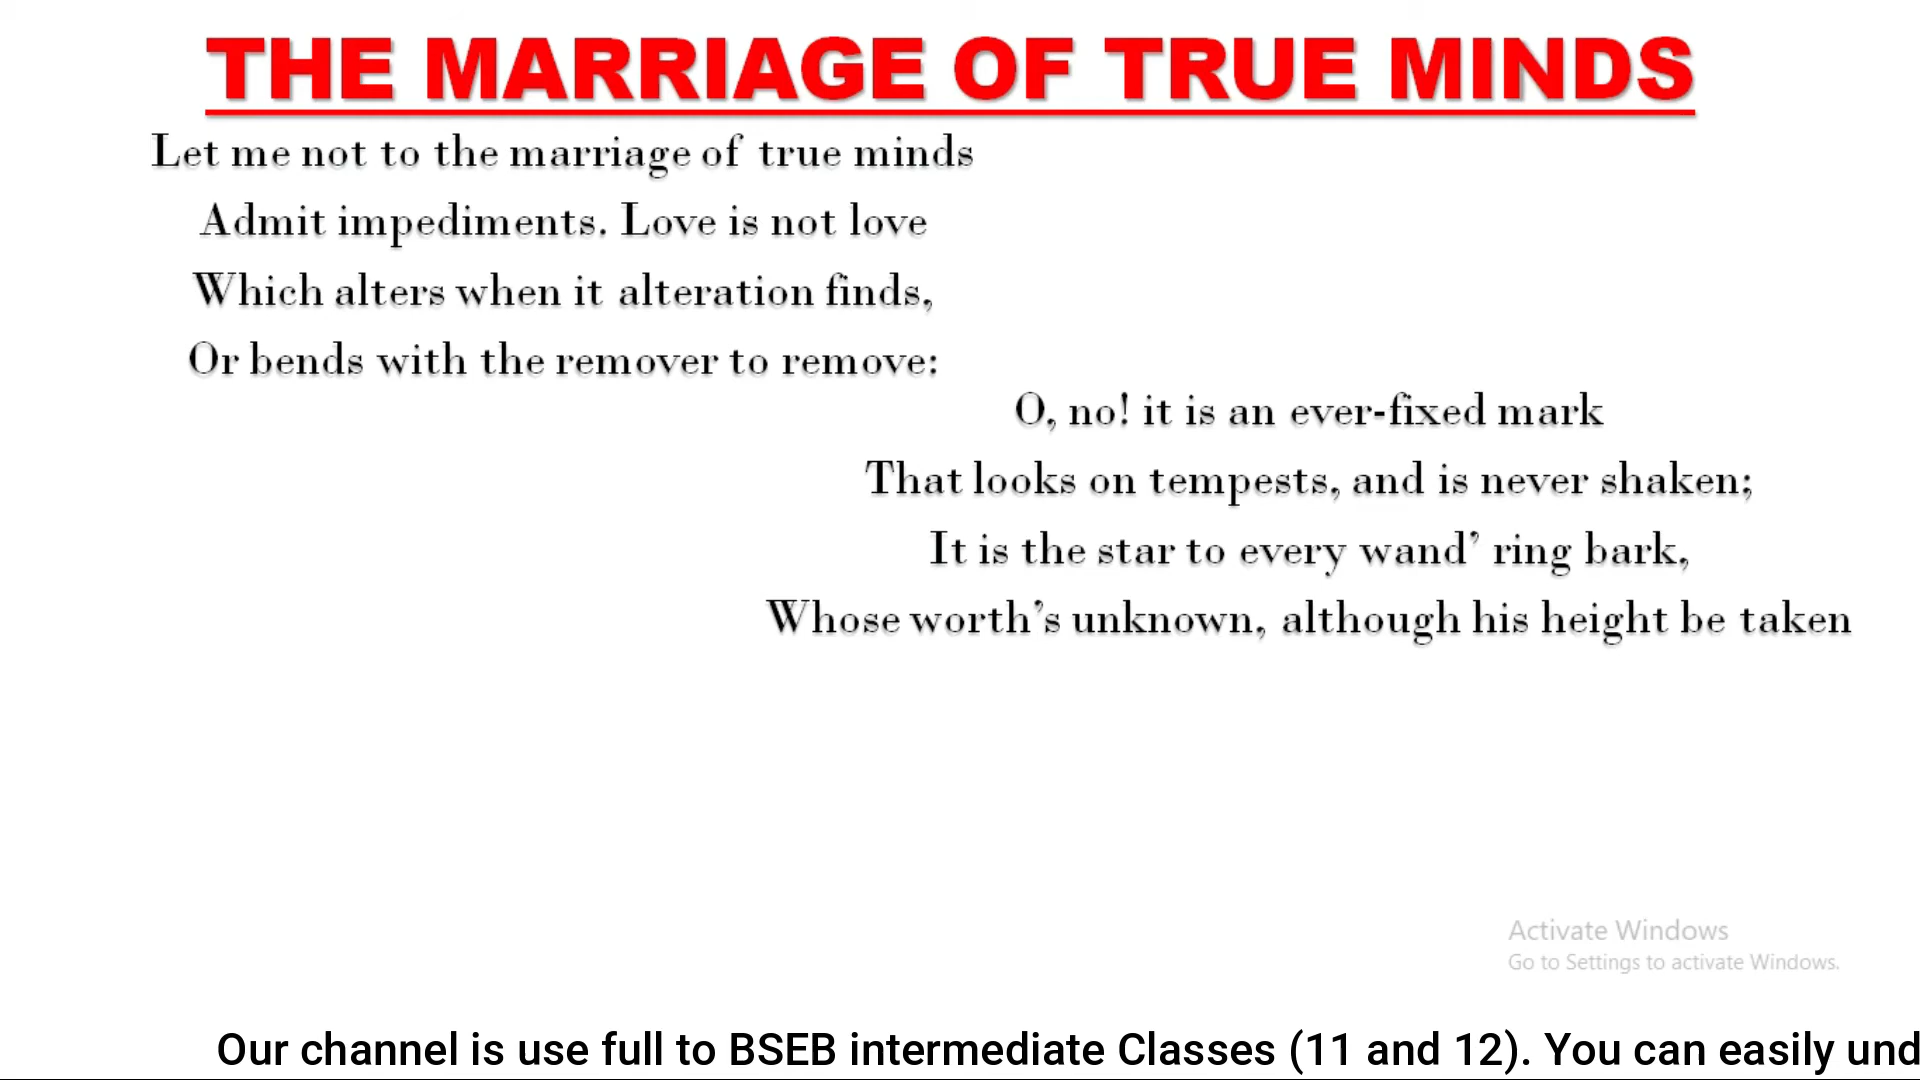 THE MARRIAGE OF TRUE MINDS
Let me not to the marriage of true minds
Admit impediments. Love is not love
Which alters when it alteration finds,
Or bends with the remover to remove:
O, no! it is an ever-fixed mark
That looks on tempests, and is never shaken;
It is the star to every wand’ ring bark,
Whose worth’s unknown, although his height be taken
Activate Windows
Go to Settings to activate Windows.
Our channel is use full to BSEB intermediate Classes (11 and 12). You can easily und